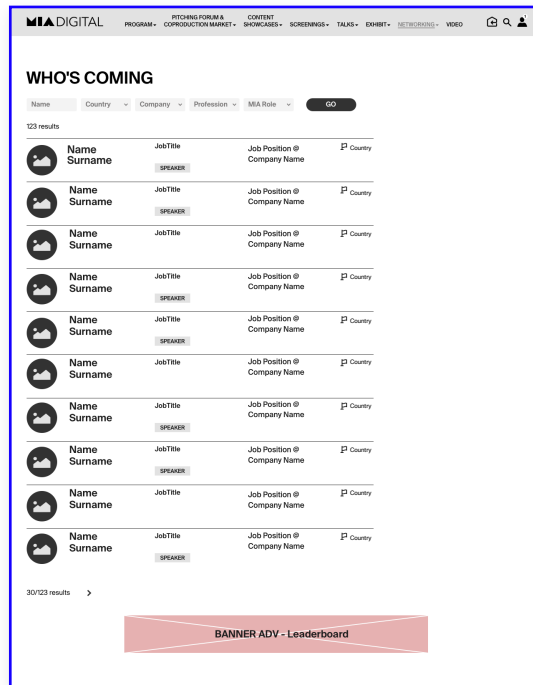 MIADIGITAL
PROGRAM
PITCHING FORUM &
COPRODUCTION MARKET
CONTENT
SHOWCASES
SCREENINGS
TALKS
EXHIBIT
NETWORKING
VIDEO
WHO'S COMING
Name Country Company Profession MIA Role GO
123 results
Name JobTitle Job Position @ Country
Surname Company Name
SPEAKER
Name JobTitle Job Position @ Country
Surname Company Name
SPEAKER
Name JobTitle Job Position @ Country
Surname Company Name
Name JobTitle Job Position @ Country
Surname Company Name
SPEAKER
Name JobTitle Job Position @ Country
Surname Company Name
SPEAKER
Name JobTitle Job Position @ Country
Surname Company Name
Name JobTitle Job Position @ Country
Surname Company Name
SPEAKER
Name JobTitle Job Position @ Country
Surname Company Name
SPEAKER
Name JobTitle Job Position @ Country
Surname Company Name
Name JobTitle Job Position @ Country
Surname Company Name
SPEAKER
30/123 results
BANNER ADV - Leaderboard